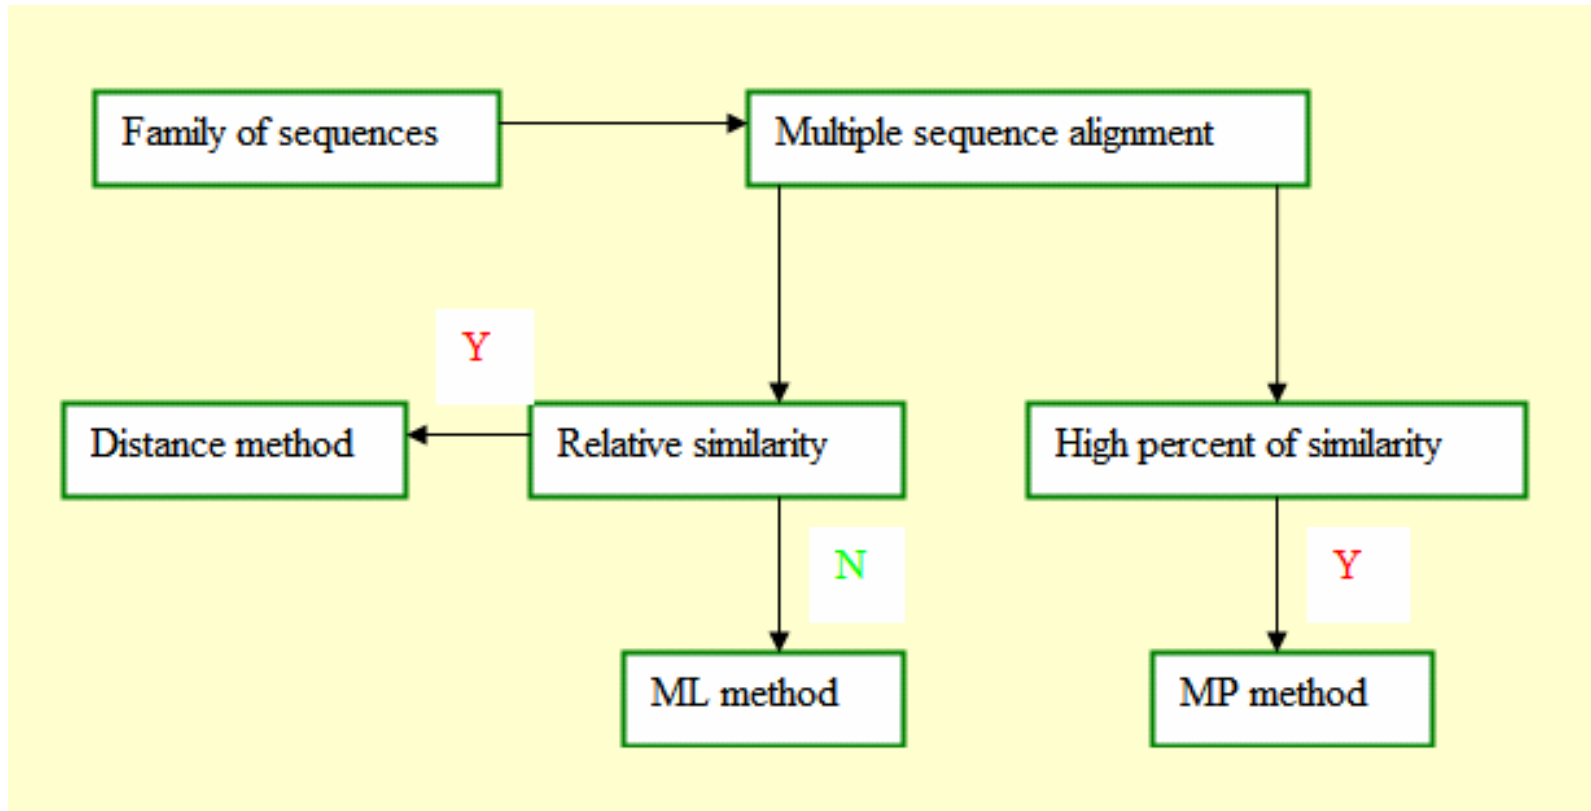 Family of sequences
Multiple sequence alignment
Y
Distance method
Relative similarity
High percent of similarity
N
Y
ML method
MP method